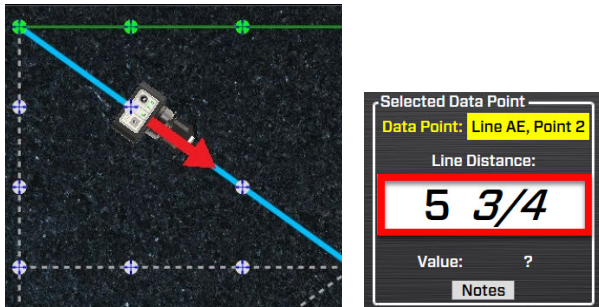 Selected Data Point
Data Point: Line AE, Point 2
Line Distance:
5 3/4
Value: ?
Notes